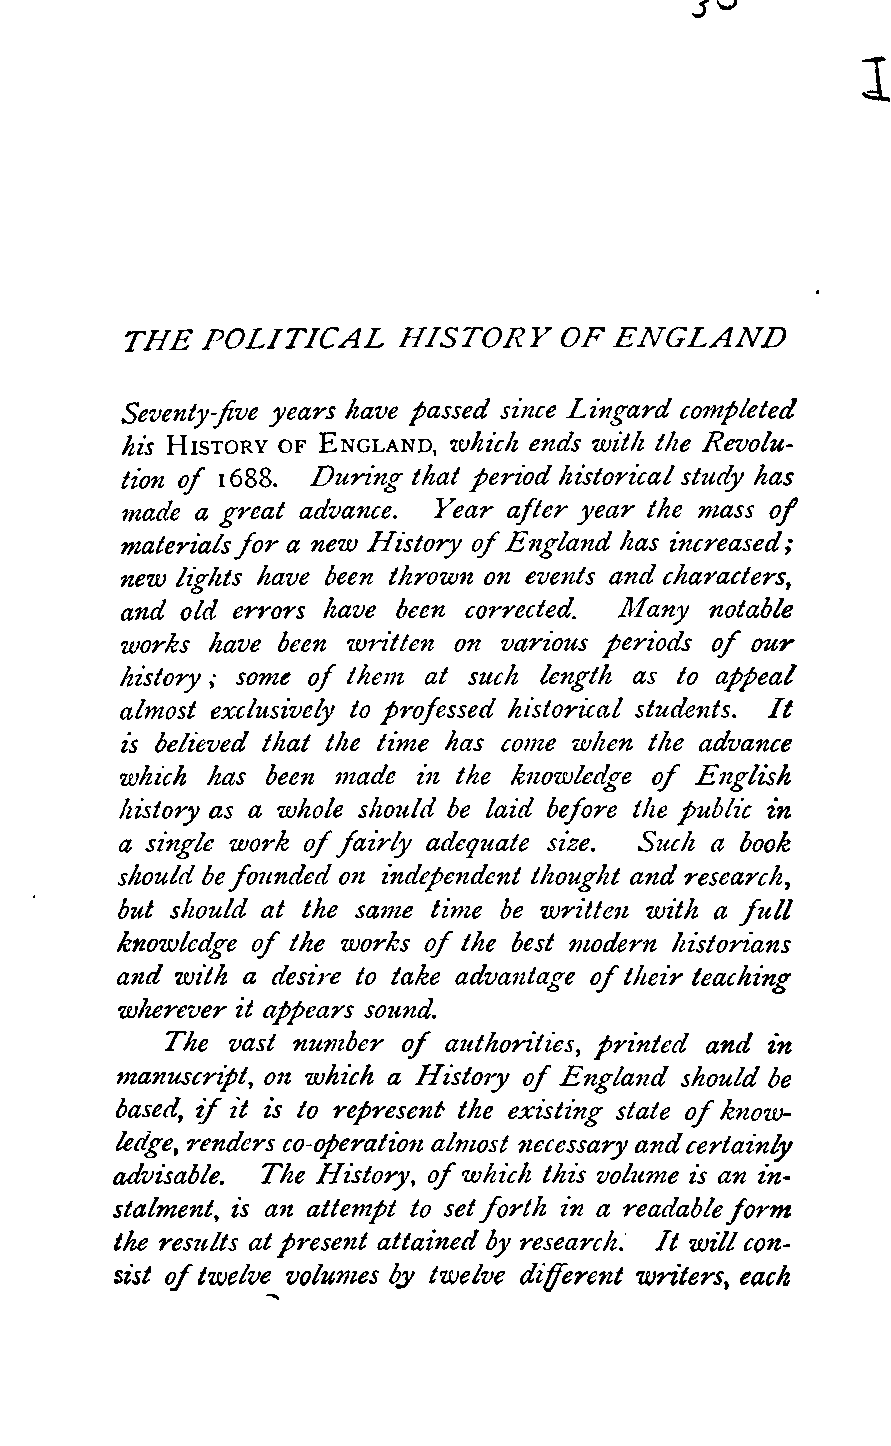 THE POLITICAL HISTORY OF ENGLAND
Seventy-five years have passed since Lingard completed
his HISTORY OF ENGLAND, which ends with the Revolu-
tion of 1688. During that period historical study has
made a great advance. Year after year the mass of
materials for a new History of England has increased;
new lights have been thrown on events and characters,
and old errors have been corrected. Many notable
works have been written on various periods of our
history; some of them at such length as to appeal
almost exclusively to professed historical students. It
is believed that the time has come when the advance
which has been made in the knowledge of English
history as a whole should be laid before the public in
a single work of fairly adequate size. Such a book
should be founded on independent thought and research,
but should at the same time be written with a full
knowledge of the works of the best modern historians
and with a desire to take advantage of their teaching
wherever it appears sound.
The vast number of authorities, printed and in
manuscript, on which a History of England should be
based, if it is to represent the existing state of know-
ledge, renders co-operation almost necessary and certainly
advisable. The History, of which this volume is an in-
stalment, is an attempt to set forth in a readable form
the results at present attained by research. It will con-
sist of twelve volumes by twelve different writers, each